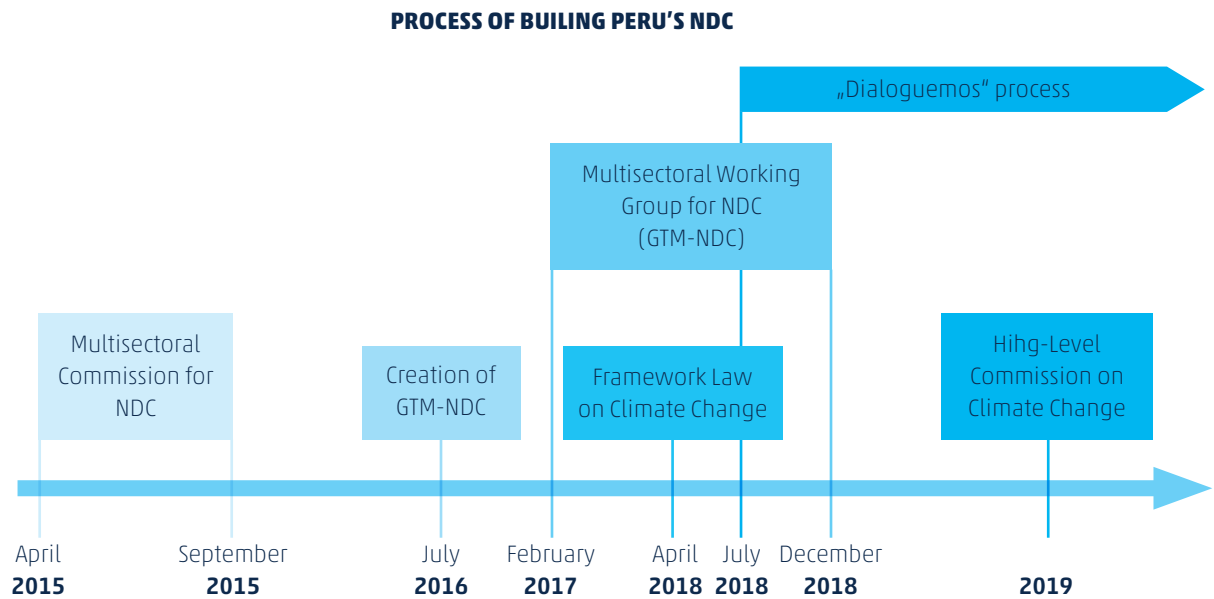 PROCESS OF BUILING PERU’S NDC
„Dialoguemos“ process
Multisectoral Working
Group for NDC
(GTM-NDC)
Multisectoral
Commission for
NDC
Creation of
GTM-NDC
Framework Law
on Climate Change
Hihg-Level
Commission on
Climate Change
April
2015
September
2015
July
2016
February
2017
April
2018
July
2018
December
2018
2019